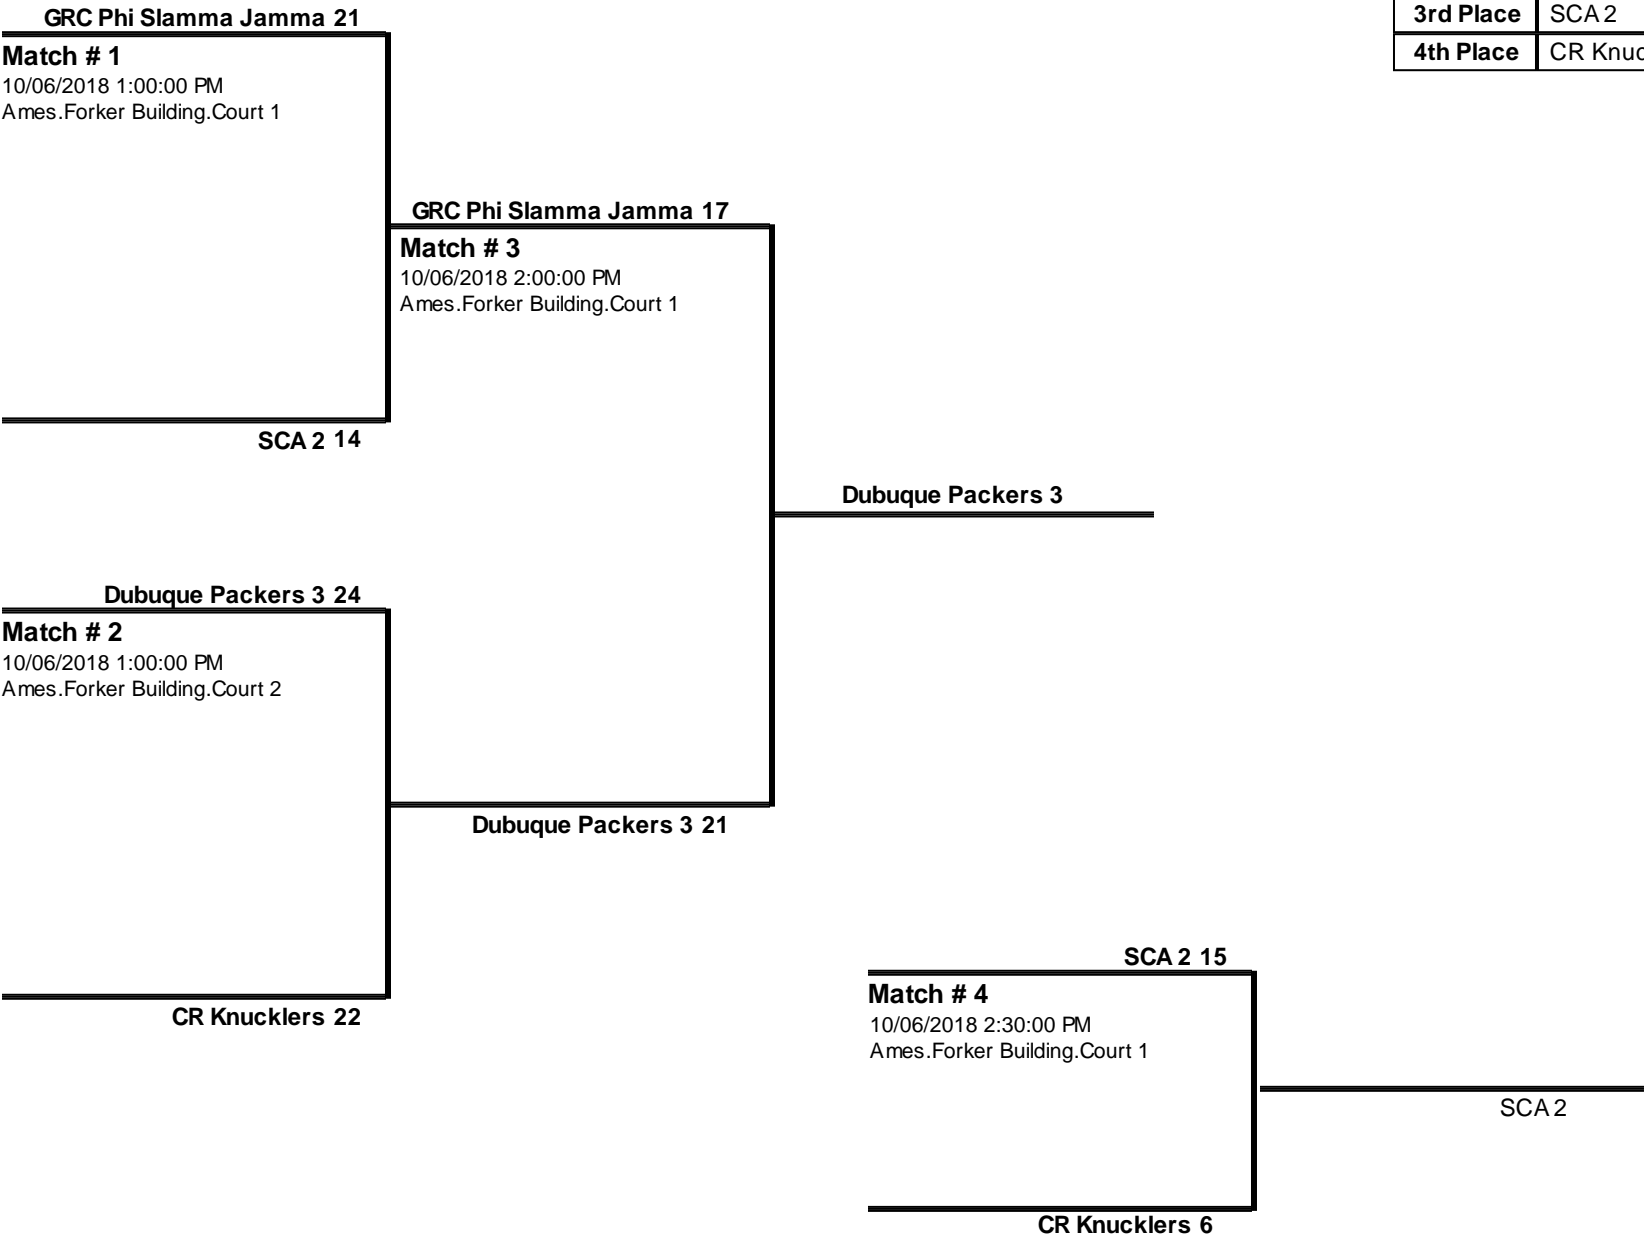 GRC Phi Slamma Jamma 21
3rd Place SCA 2
Match # 1
4th Place CR
10/06/2018 1:00:00 PM
Ames.Forker Building.Court 1
GRC Phi Slamma Jamma 17
Match # 3
10/06/2018 2:00:00 PM
Ames.Forker Building.Court 1
SCA 2 14
Dubuque Packers 3
Dubuque Packers 3 24
Match # 2
10/06/2018 1:00:00 PM
Ames.Forker Building.Court 2
Dubuque Packers 3 21
SCA 2 15
Match # 4
CR Knucklers 22
10/06/2018 2:30:00 PM
Ames.Forker Building.Court 1
SCA 2
CR Knucklers 6